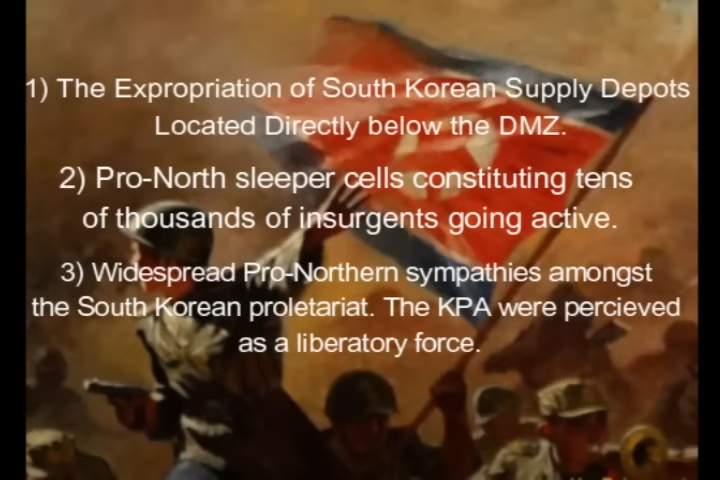 1) The Expropriation of South Korean Supply Depots
Located Directly below the DMZ.
2) Pro-North sleeper cells constituting tens
of thousands of insurgents going active.
3) Widespread Pro-Northern sympathies amongst
the South Korean proletariat. The KPA were percieved
as a liberatory force.